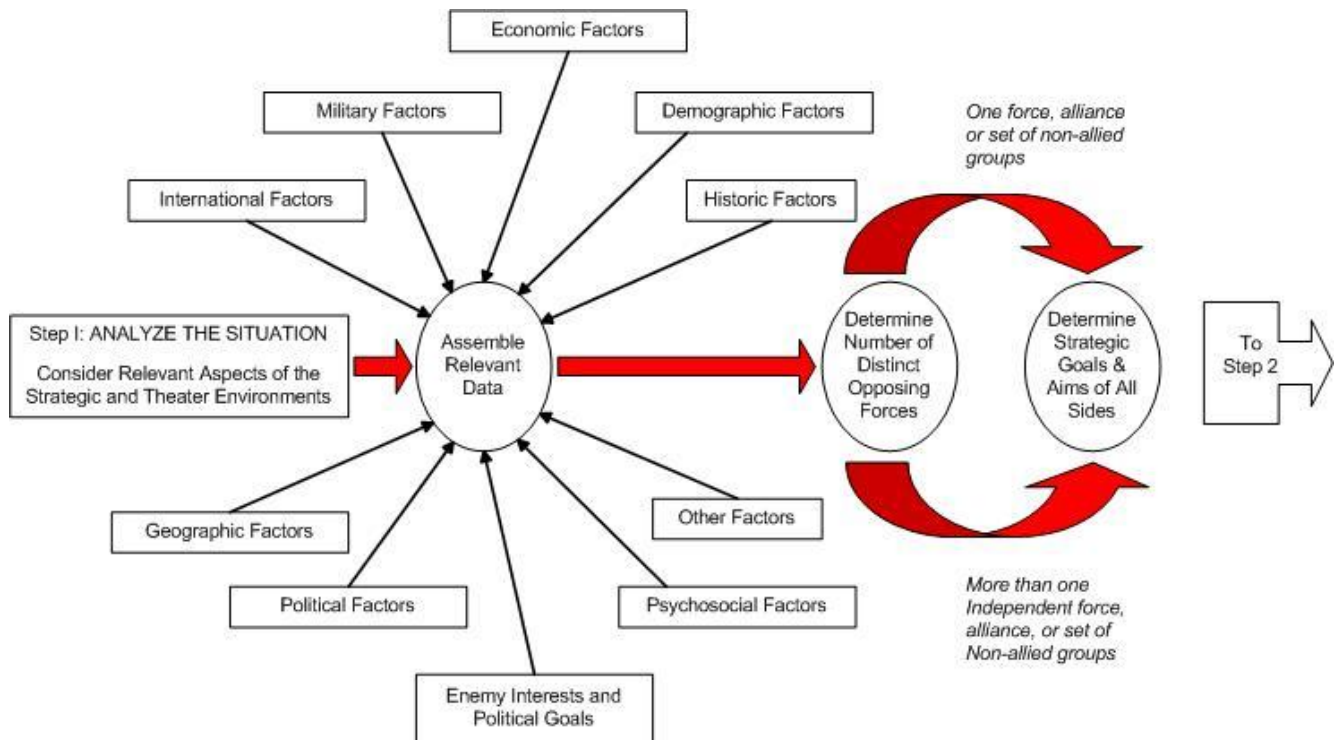 Economic Factors
Military Factors
Demographic Factors
One force, alliance
or set of non-allied
groups
International Factors
Historic Factors
Step I: ANALYZE THE SITUATION
Consider Relevant Aspects of the
Strategic and Theater Environments
Assemble
Relevant
Data
Determine
Number of
Distinct
Opposing
Forces
Determine
Strategic
Goals &
Aims of All
Sides
To
Step 2
Geographic Factors
Other Factors
Political Factors
Psychosocial Factors
More than one
Independent force,
alliance, or set of
Non-allied groups
Enemy Interests and
Political Goals